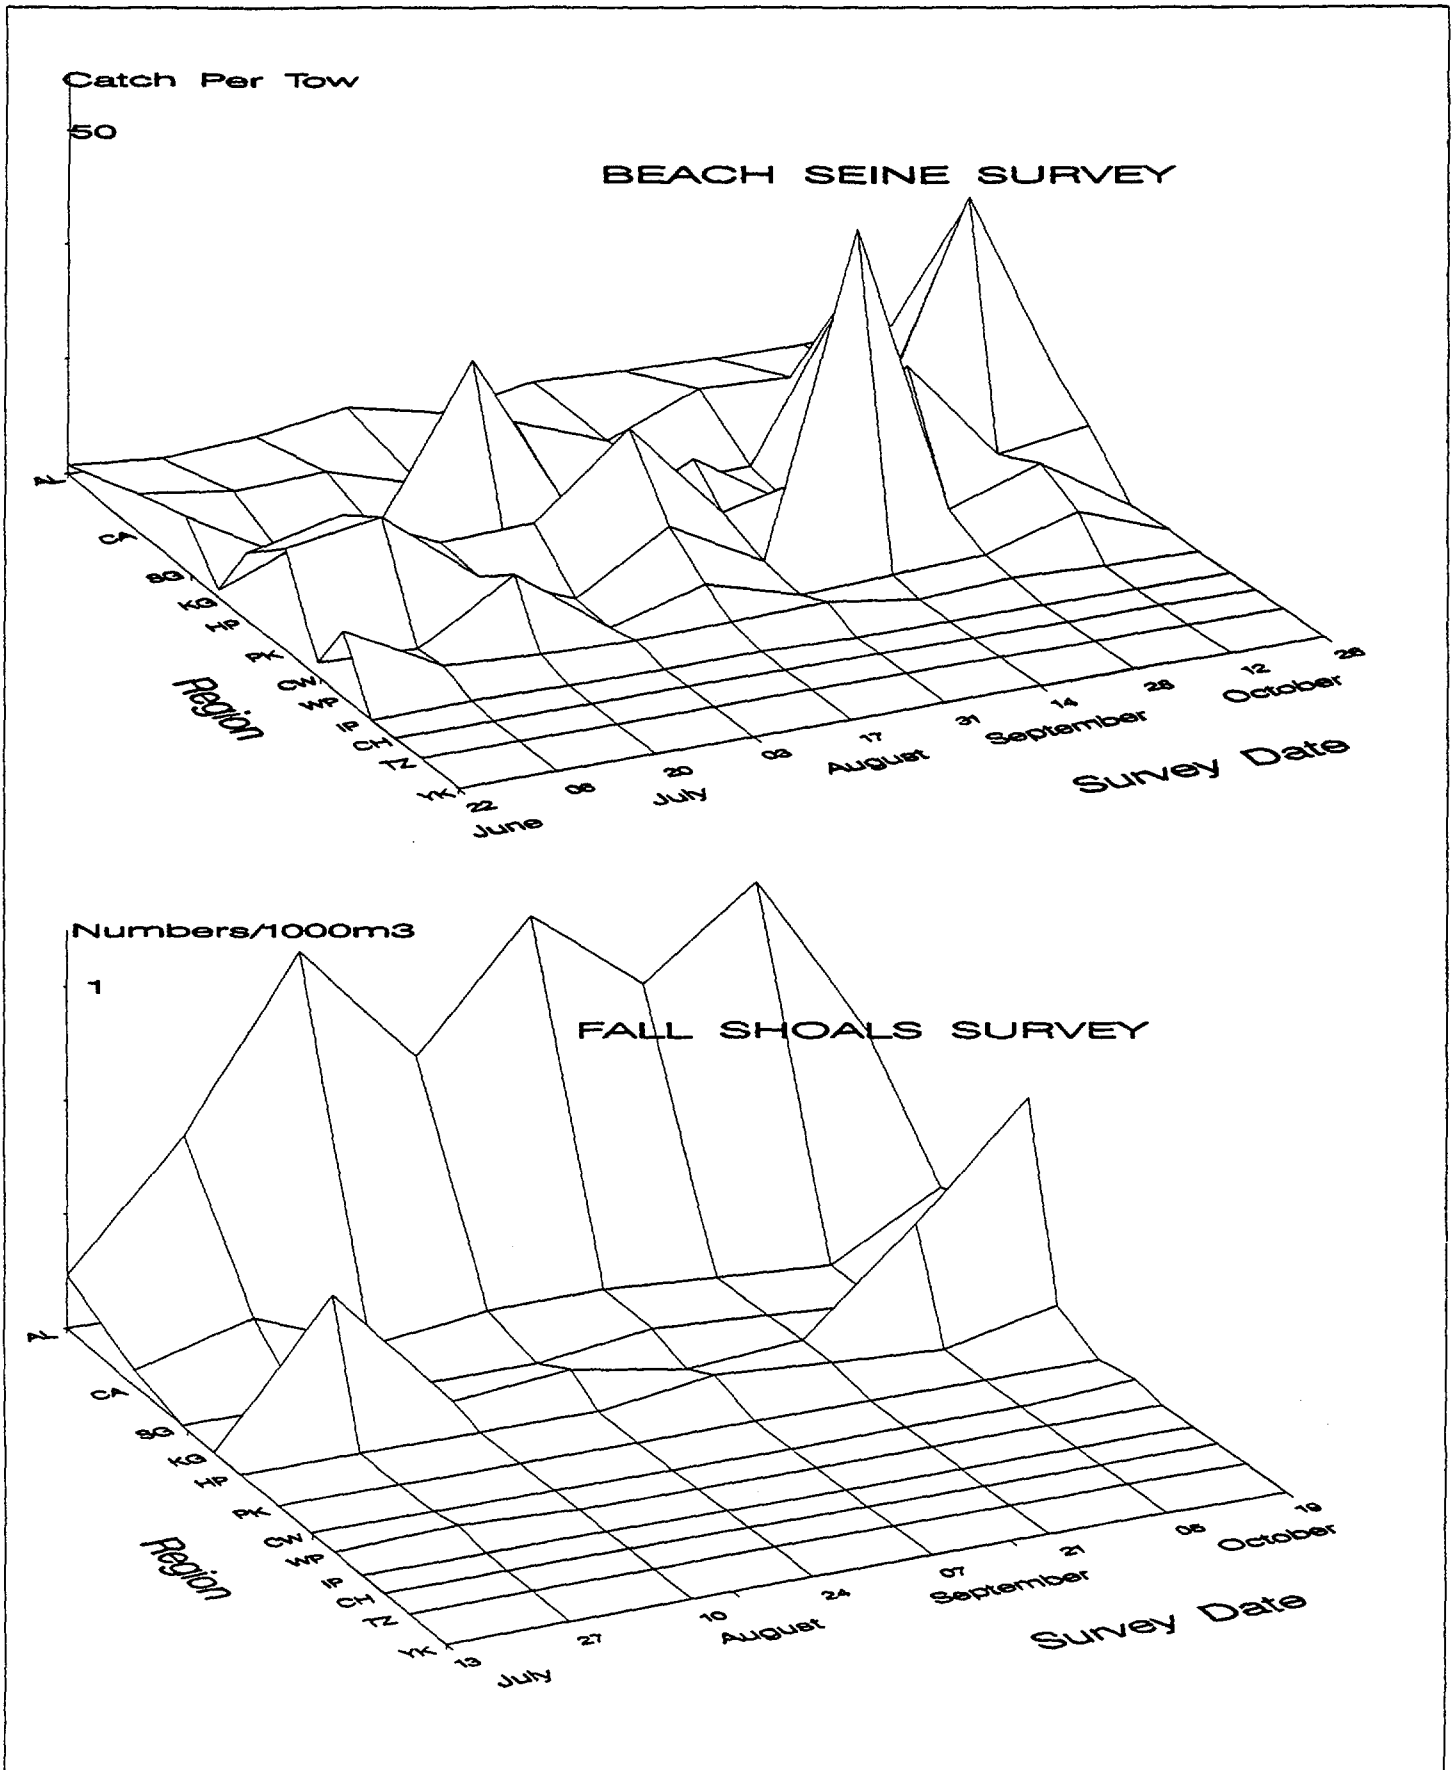 Catch Per Tow
50
BEACH SEINE SURVEY
AL
CA
SG
KG
HP
PK
CW
WP
IP
CH
TZ
YK
Region
22 06 20 03 17 31 14 28 12 26
June July August September October
Survey Date
Numbers/1000m3
1
FALL SHOALS SURVEY
AL
CA
SG
KG
HP
PK
CW
WP
IP
CH
TZ
YK
Region
13 27 10 24 07 21 05 19
July August September October
Survey Date